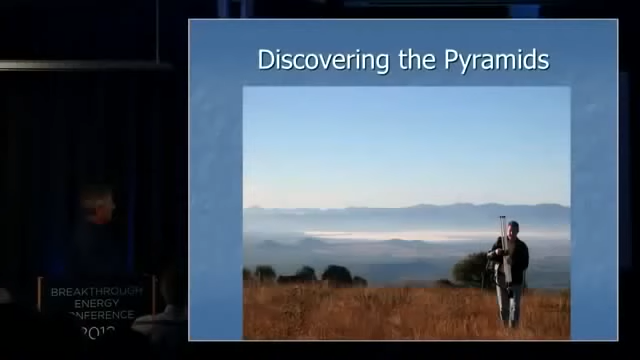 Discovering the Pyramids
BREAKTHROUGH
ENERGY
CONFERENCE